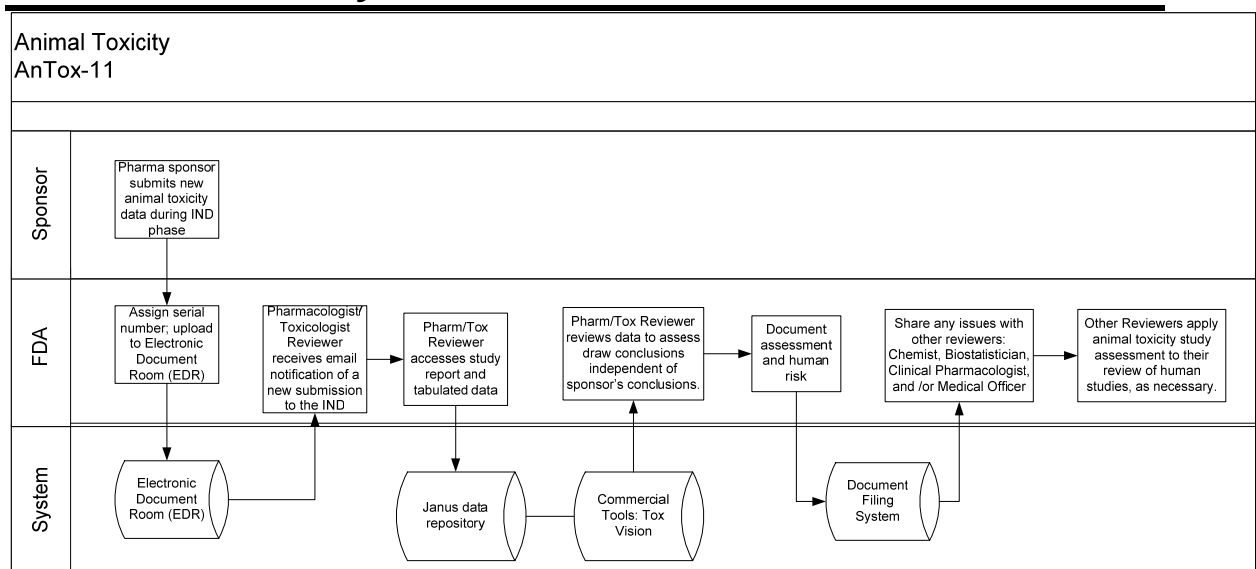 Animal Toxicity
AnTox-11
Sponsor
Pharma sponsor
submits new
animal toxicity
data during IND
phase
FDA
Assign serial
number; upload
to Electronic
Document
Room (EDR)
Pharmacologist/
Toxicologist
Reviewer
receives email
notification of a
new submission
to the IND
Pharm/Tox
Reviewer
accesses study
report and
tabulated data
Pharm/Tox Reviewer
reviews data to assess
draw conclusions
independent of
sponsor's conclusions.
Document
assessment
and human
risk
Share any issues with
other reviewers:
Chemist, Biostatistician,
Clinical Pharmacologist,
and /or Medical Officer
Other Reviewers apply
animal toxicity study
assessment to their
review of human
studies, as necessary.
System
Electronic
Document
Room (EDR)
Janus data
repository
Commercial
Tools: Tox
Vision
Document
Filing
System